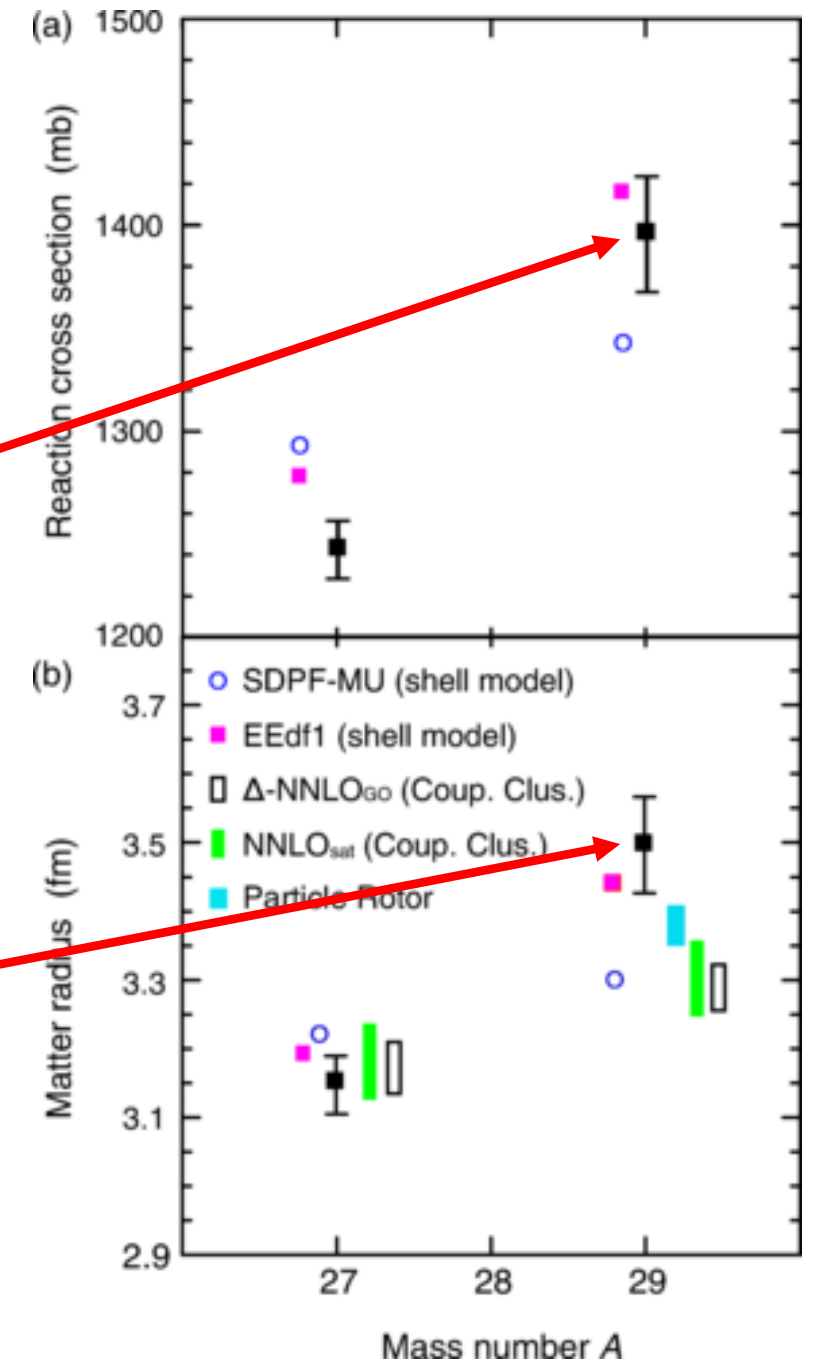 (a)
1500
1400
1300
1200
Reaction cross section (mb)
(b)
SDPF-MU (shell model)
EEdf1 (shell model)
Δ-NNLOGO (Coup. Clus.)
NNLOsat (Coup. Clus.)
Particle Rotor
3.7
3.5
3.3
3.1
2.9
Matter radius (fm)
27 28 29
Mass number A